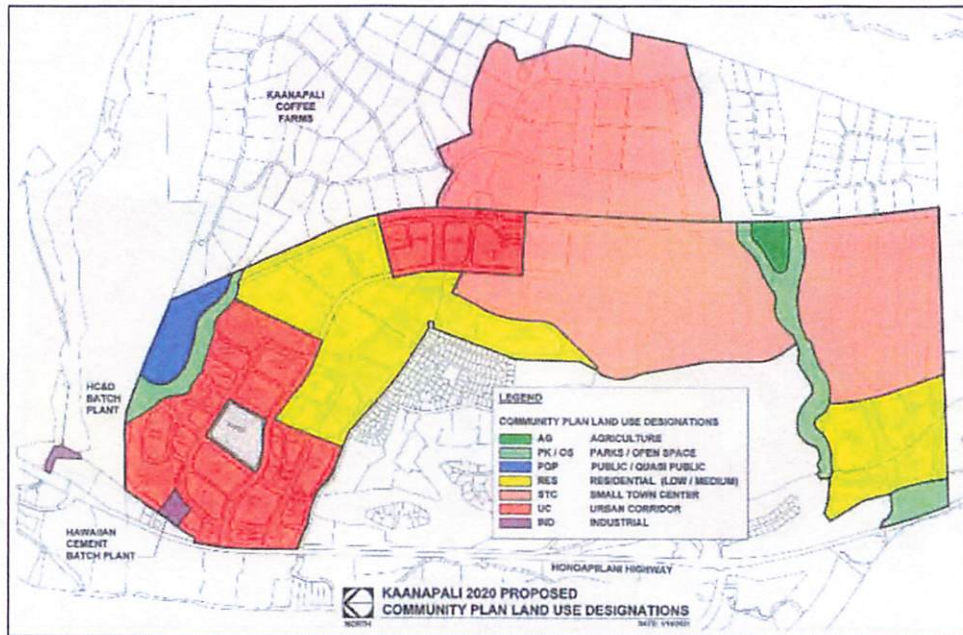 KAANAPALI
COFFEE
FARMS
HC&D
BATCH
PLANT
HAWAIIAN
CEMENT
BATCH PLANT
LEGEND
COMMUNITY PLAN LAND USE DESIGNATIONS
AG AGRICULTURE
PK / OS PARKS / OPEN SPACE
PQP PUBLIC / QUASI PUBLIC
RES RESIDENTIAL (LOW / MEDIUM)
STC SMALL TOWN CENTER
UC URBAN CORRIDOR
IND INDUSTRIAL
HONOAPIILANI HIGHWAY
KAANAPALI 2020 PROPOSED
COMMUNITY PLAN LAND USE DESIGNATIONS
NORTH
DATE: